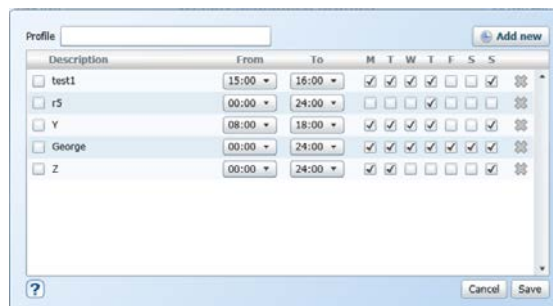 Profile Add new
Description From To M T W T F S S
test1 15:00 16:00
r5 00:00 24:00
Y 08:00 18:00
George 00:00 24:00
Z 00:00 24:00
? Cancel Save